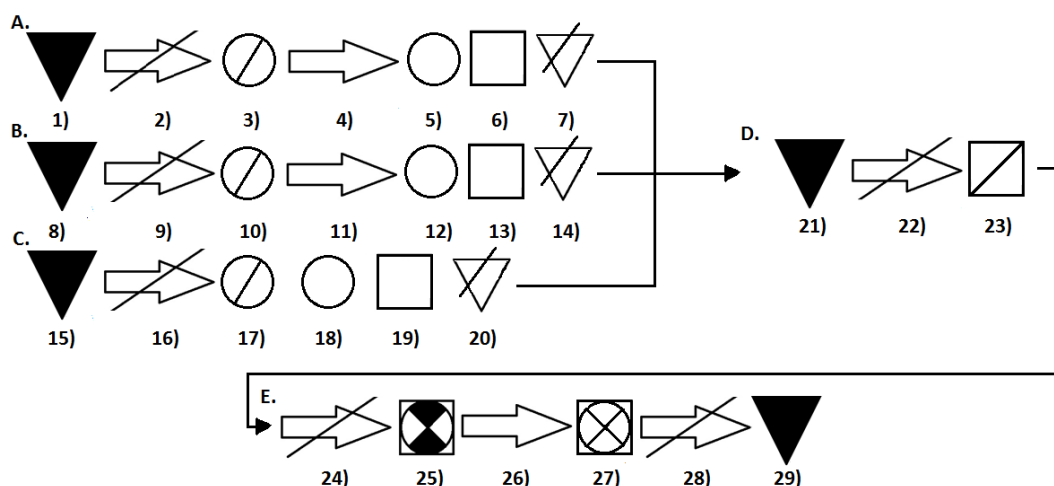 A.
1) 2) 3) 4) 5) 6) 7)
B.
D.
8) 9) 10) 11) 12) 13) 14)
21) 22) 23)
C.
15) 16) 17) 18) 19) 20)
E.
24) 25) 26) 27) 28) 29)